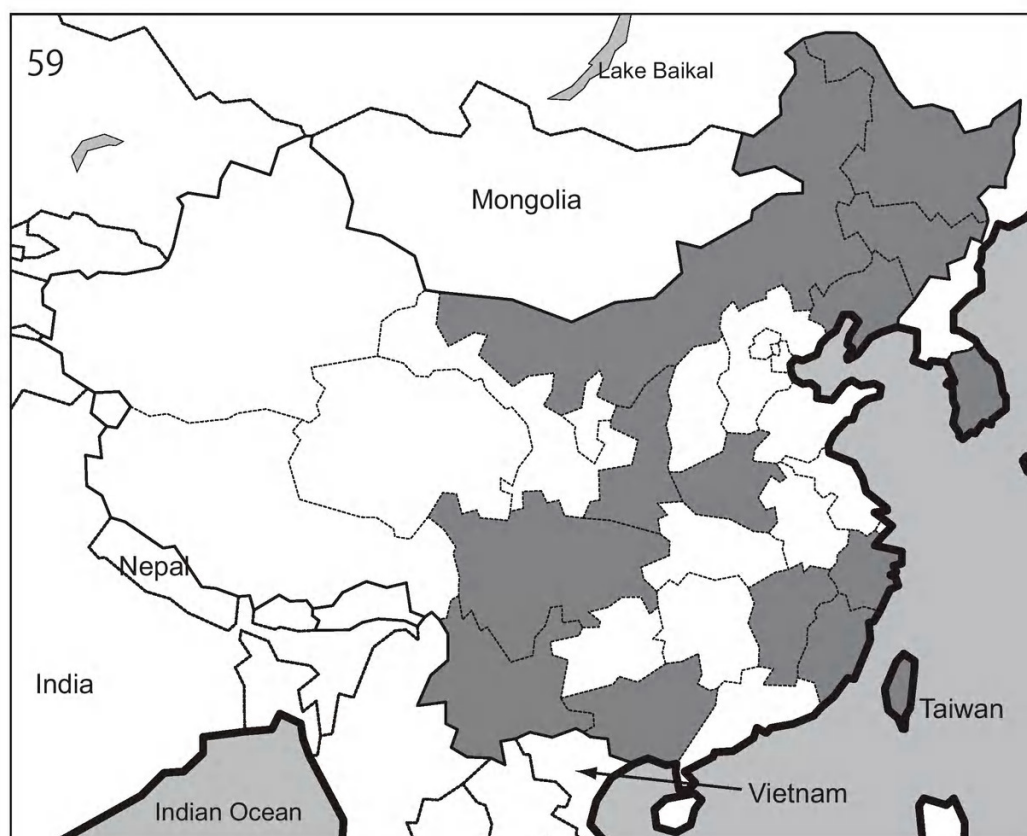 59
Lake Baikal
Mongolia
Nepal
India
Taiwan
Vietnam
Indian Ocean